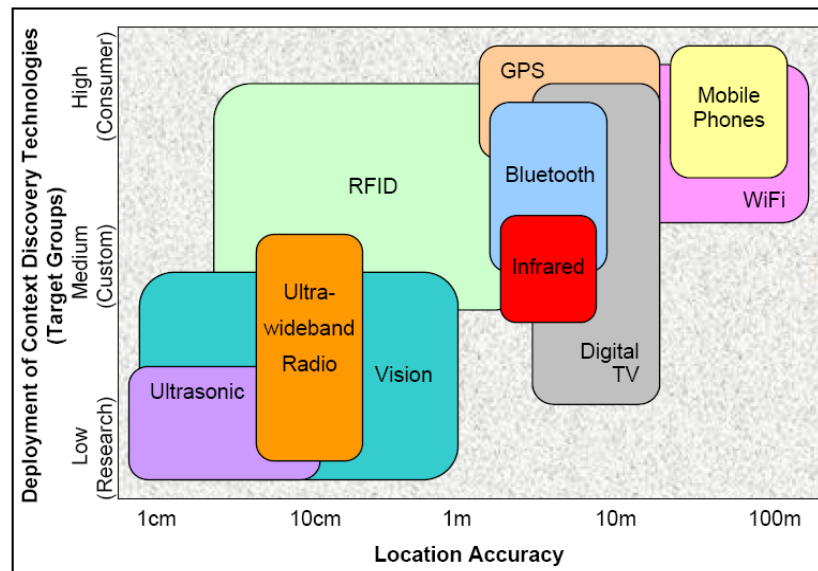 Deployment of Context Discovery Technologies
(Target Groups)
High
(Consumer)
Medium
(Custom)
Low
(Research)
GPS
Mobile
Phones
WiFi
RFID
Bluetooth
Infrared
Digital
TV
Ultra-
wideband
Radio
Vision
Ultrasonic
1cm
10cm
1m
10m
100m
Location Accuracy